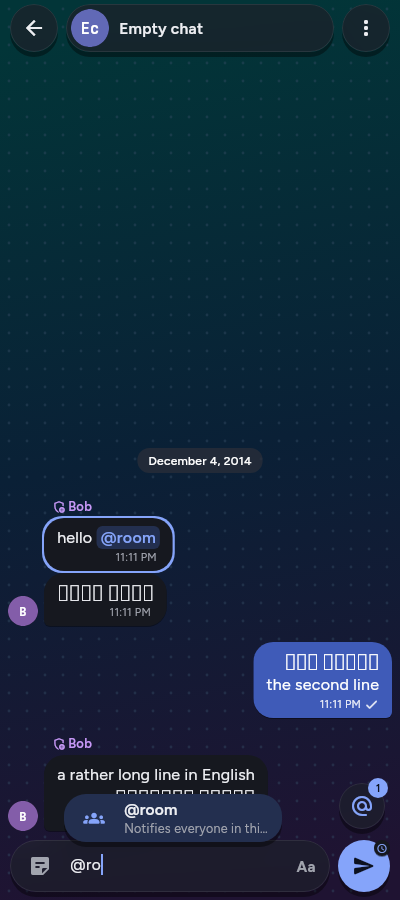 Ec
Empty chat
December 4, 2014
Bob
hello @room
11:11 PM
11:11 PM
B
the second line
11:11 PM
Bob
a rather long line in English
B
1
@room
Notifies everyone in thi...
@ro
Aa